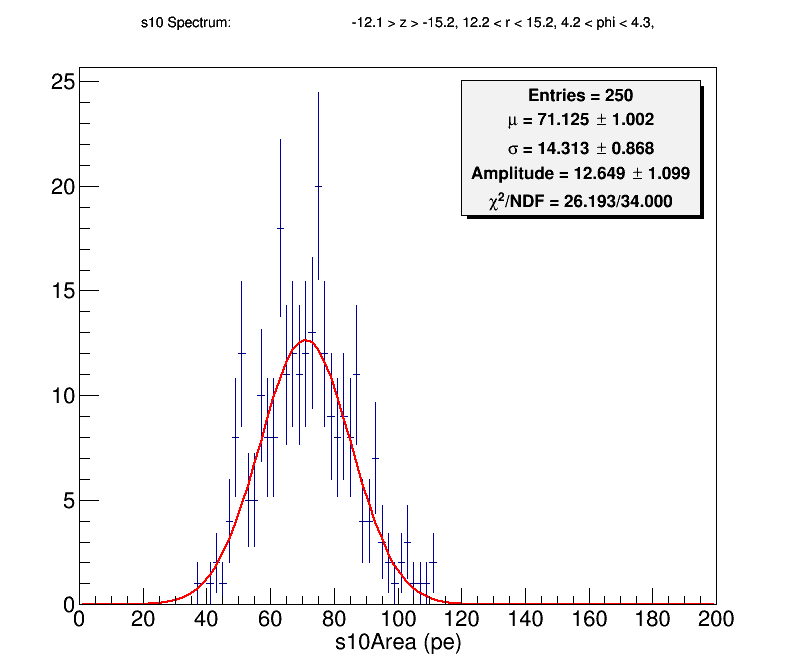 s10 Spectrum: -12.1 > z > -15.2, 12.2 < r < 15.2, 4.2 < phi < 4.3,
Entries = 250
μ = 71.125 ± 1.002
σ = 14.313 ± 0.868
Amplitude = 12.649 ± 1.099
χ²/NDF = 26.193/34.000
25
20
15
10
5
0
0 20 40 60 80 100 120 140 160 180 200
s10Area (pe)